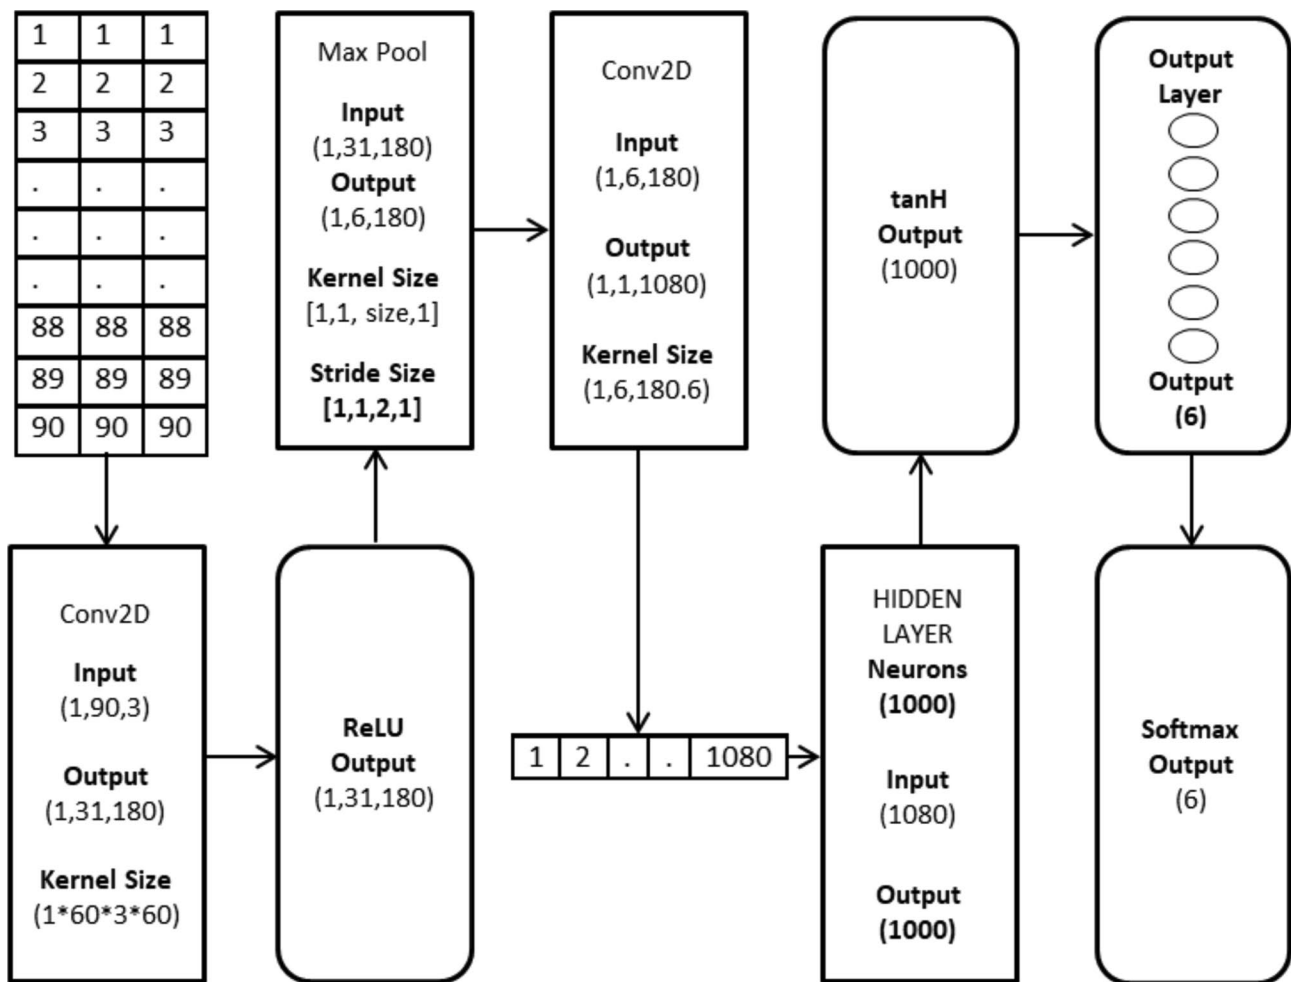 1 1 1
2 2 2
3 3 3
. . .
. . .
. . .
88 88 88
89 89 89
90 90 90
Conv2D
Input
(1,90,3)
Output
(1,31,180)
Kernel Size
(1*60*3*60)
ReLU
Output
(1,31,180)
Max Pool
Input
(1,31,180)
Output
(1,6,180)
Kernel Size
[1,1, size,1]
Stride Size
[1,1,2,1]
Conv2D
Input
(1,6,180)
Output
(1,1,1080)
Kernel Size
(1,6,180.6)
1 2 . . 1080
HIDDEN
LAYER
Neurons
(1000)
Input
(1080)
Output
(1000)
tanH
Output
(1000)
Output
Layer
Output
(6)
Softmax
Output
(6)